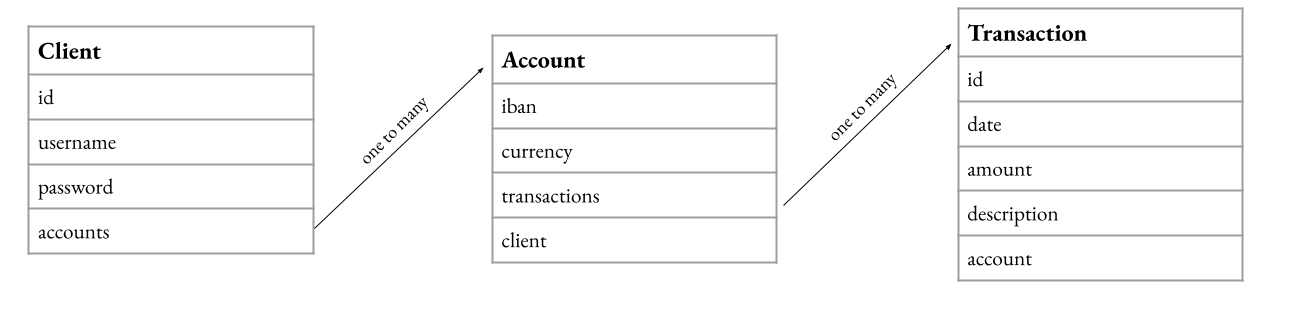 Client
id
username
password
accounts
one to many
Account
iban
currency
transactions
client
one to many
Transaction
id
date
amount
description
account